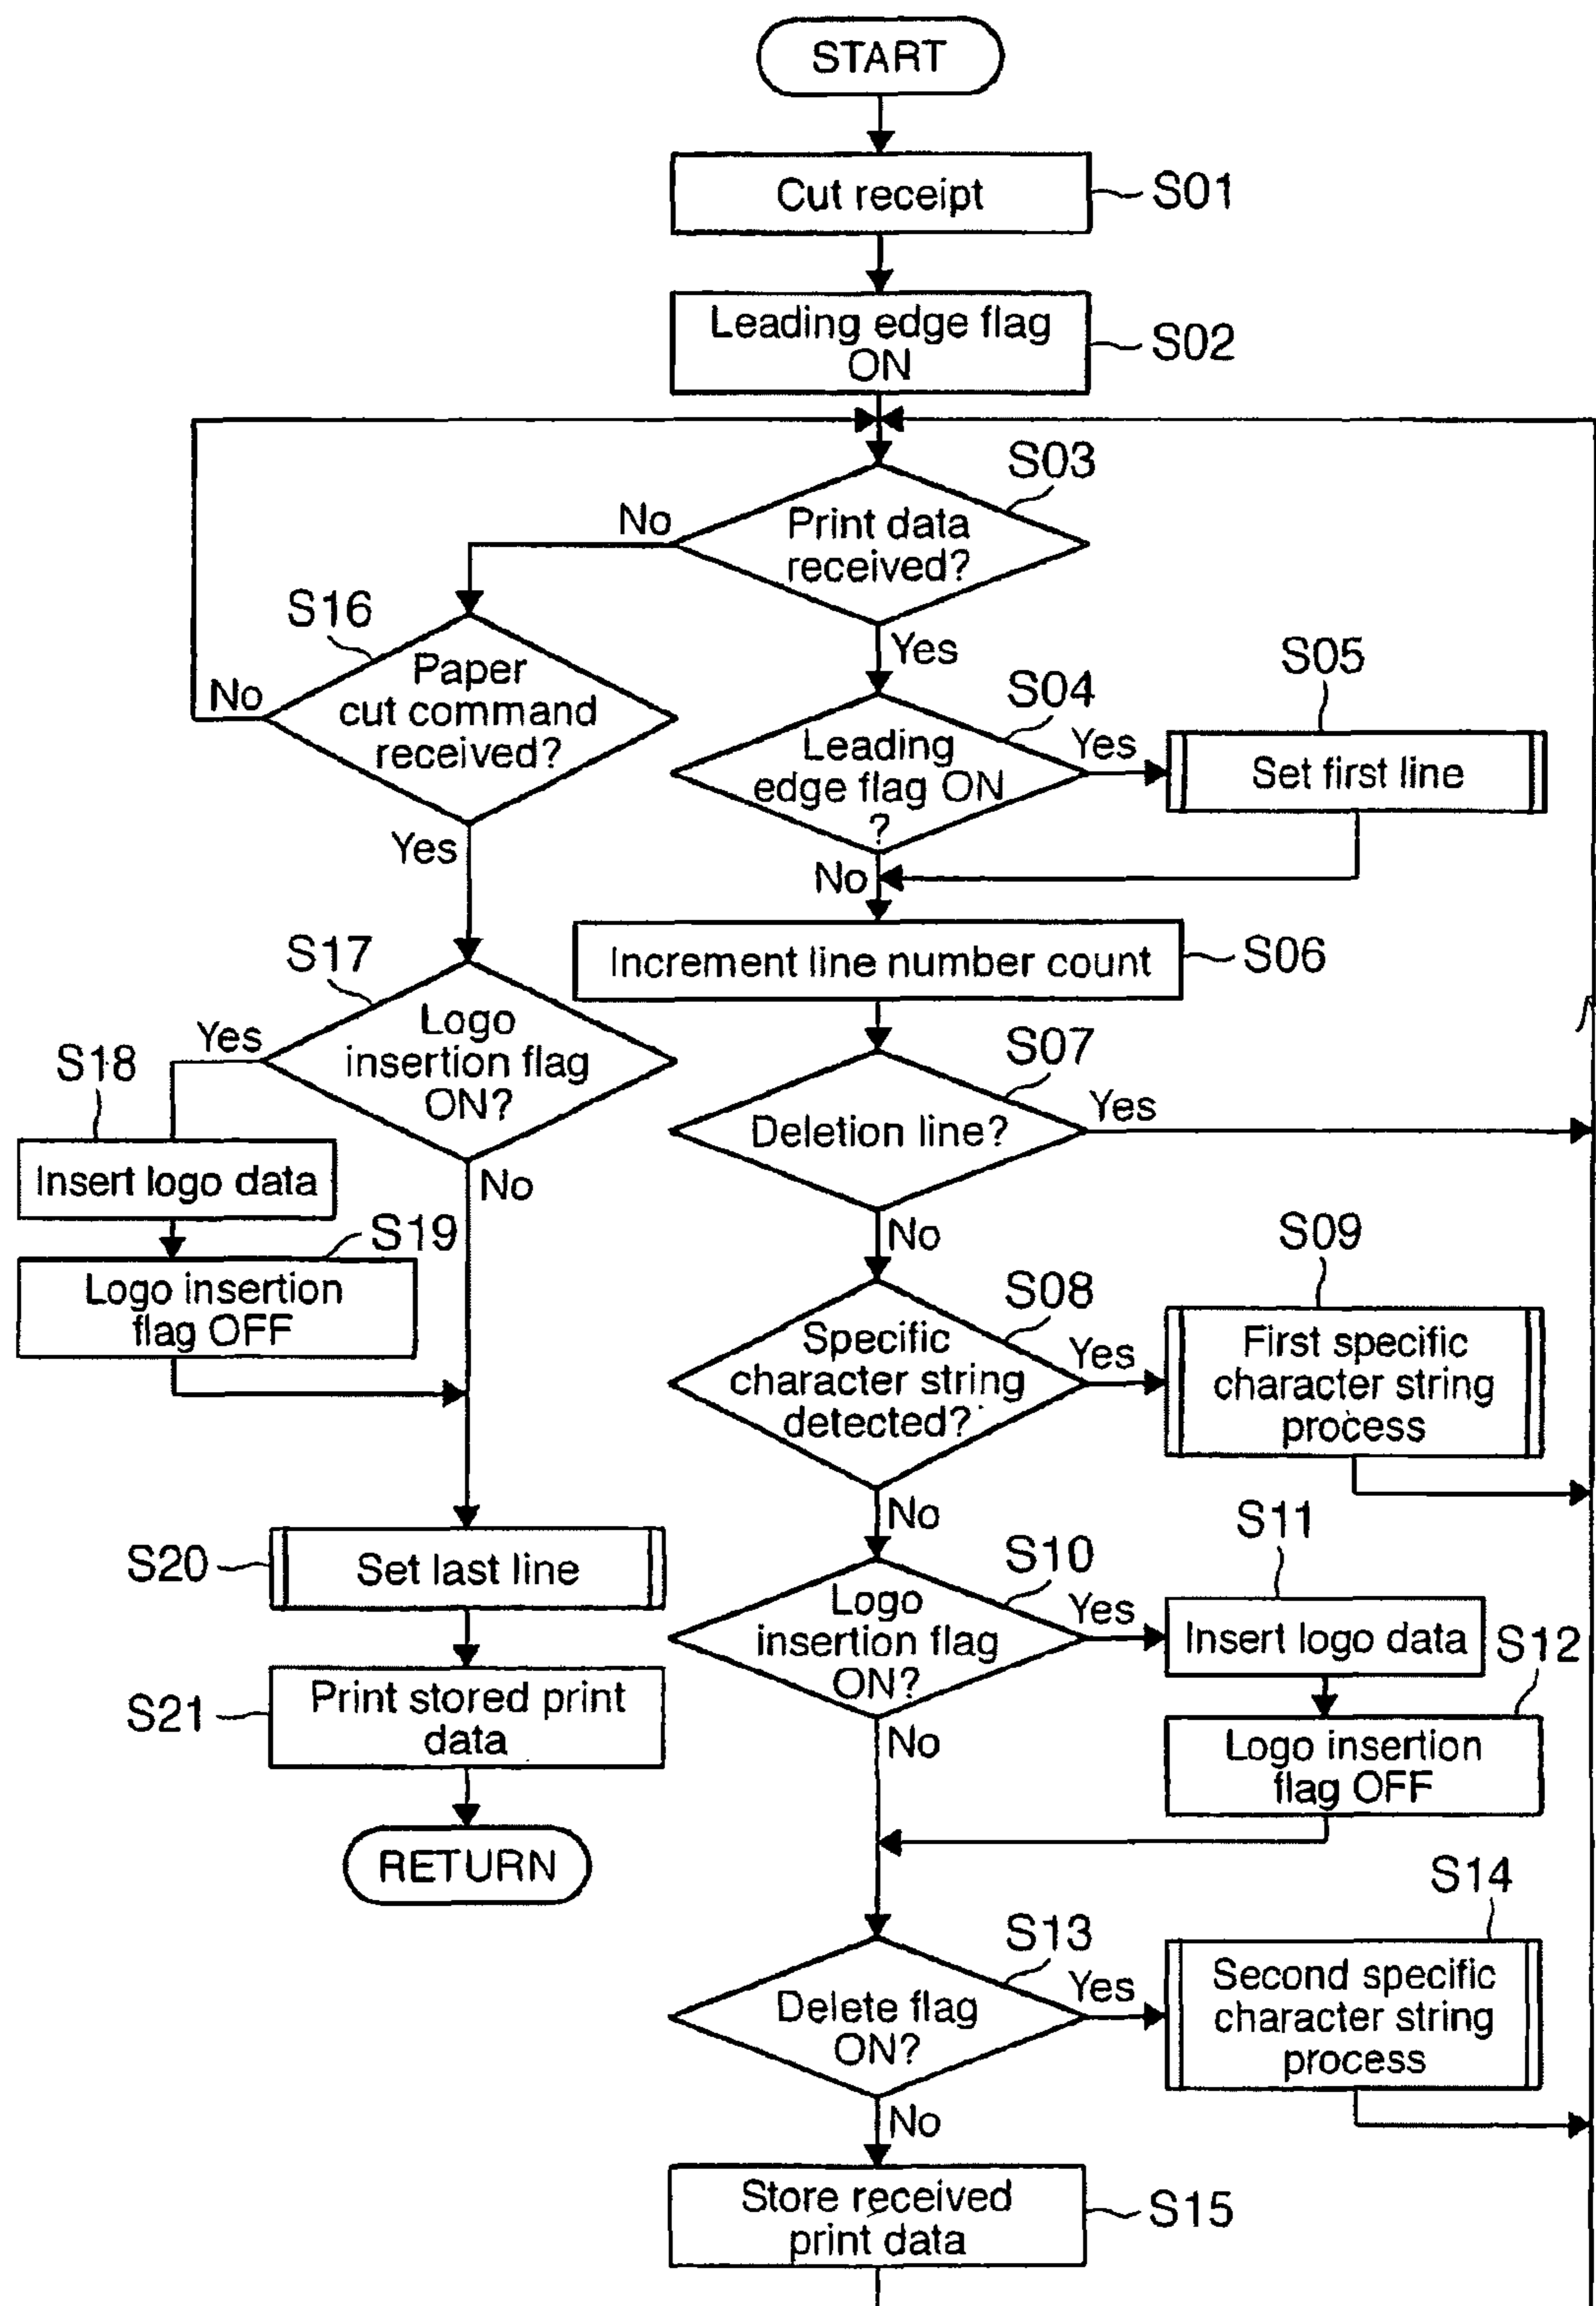 START
Cut receipt
S01
Leading edge flag
ON
S02
S03
Print data
received?
No
Yes
S16
Paper
cut command
received?
No
Yes
S04
Leading
edge flag ON
?
Yes
No
S05
Set first line
Increment line number count
S06
S17
Logo
insertion flag
ON?
Yes
No
S07
Deletion line?
Yes
No
S18
Insert logo data
S19
Logo insertion
flag OFF
S08
Specific
character string
detected?
Yes
No
S09
First specific
character string
process
S20
Set last line
S10
Logo
insertion flag
ON?
Yes
No
S11
Insert logo data
S12
Logo insertion
flag OFF
S21
Print stored print
data
RETURN
S13
Delete flag
ON?
Yes
No
S14
Second specific
character string
process
Store received
print data
S15